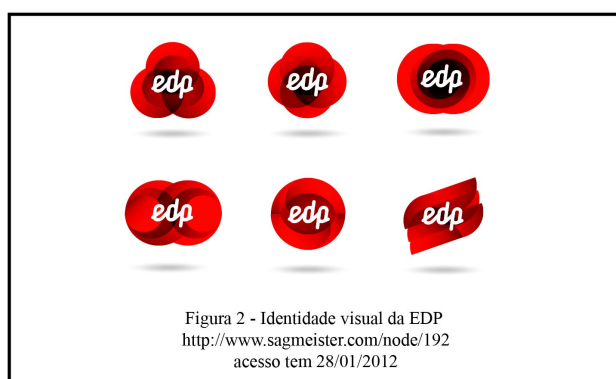 edp edp edp
edp edp edp
Figura 2 - Identidade visual da EDP
http://www.sagmeister.com/node/192
acesso tem 28/01/2012